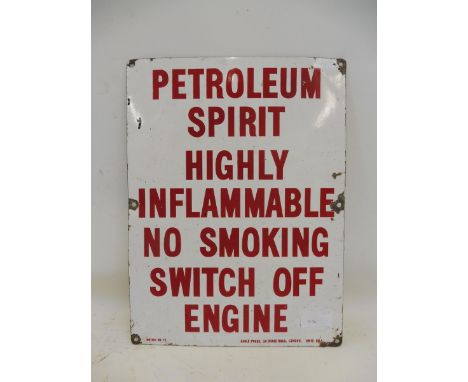 PETROLEUM
SPIRIT
HIGHLY
INFLAMMABLE
NO SMOKING
SWITCH OFF
ENGINE